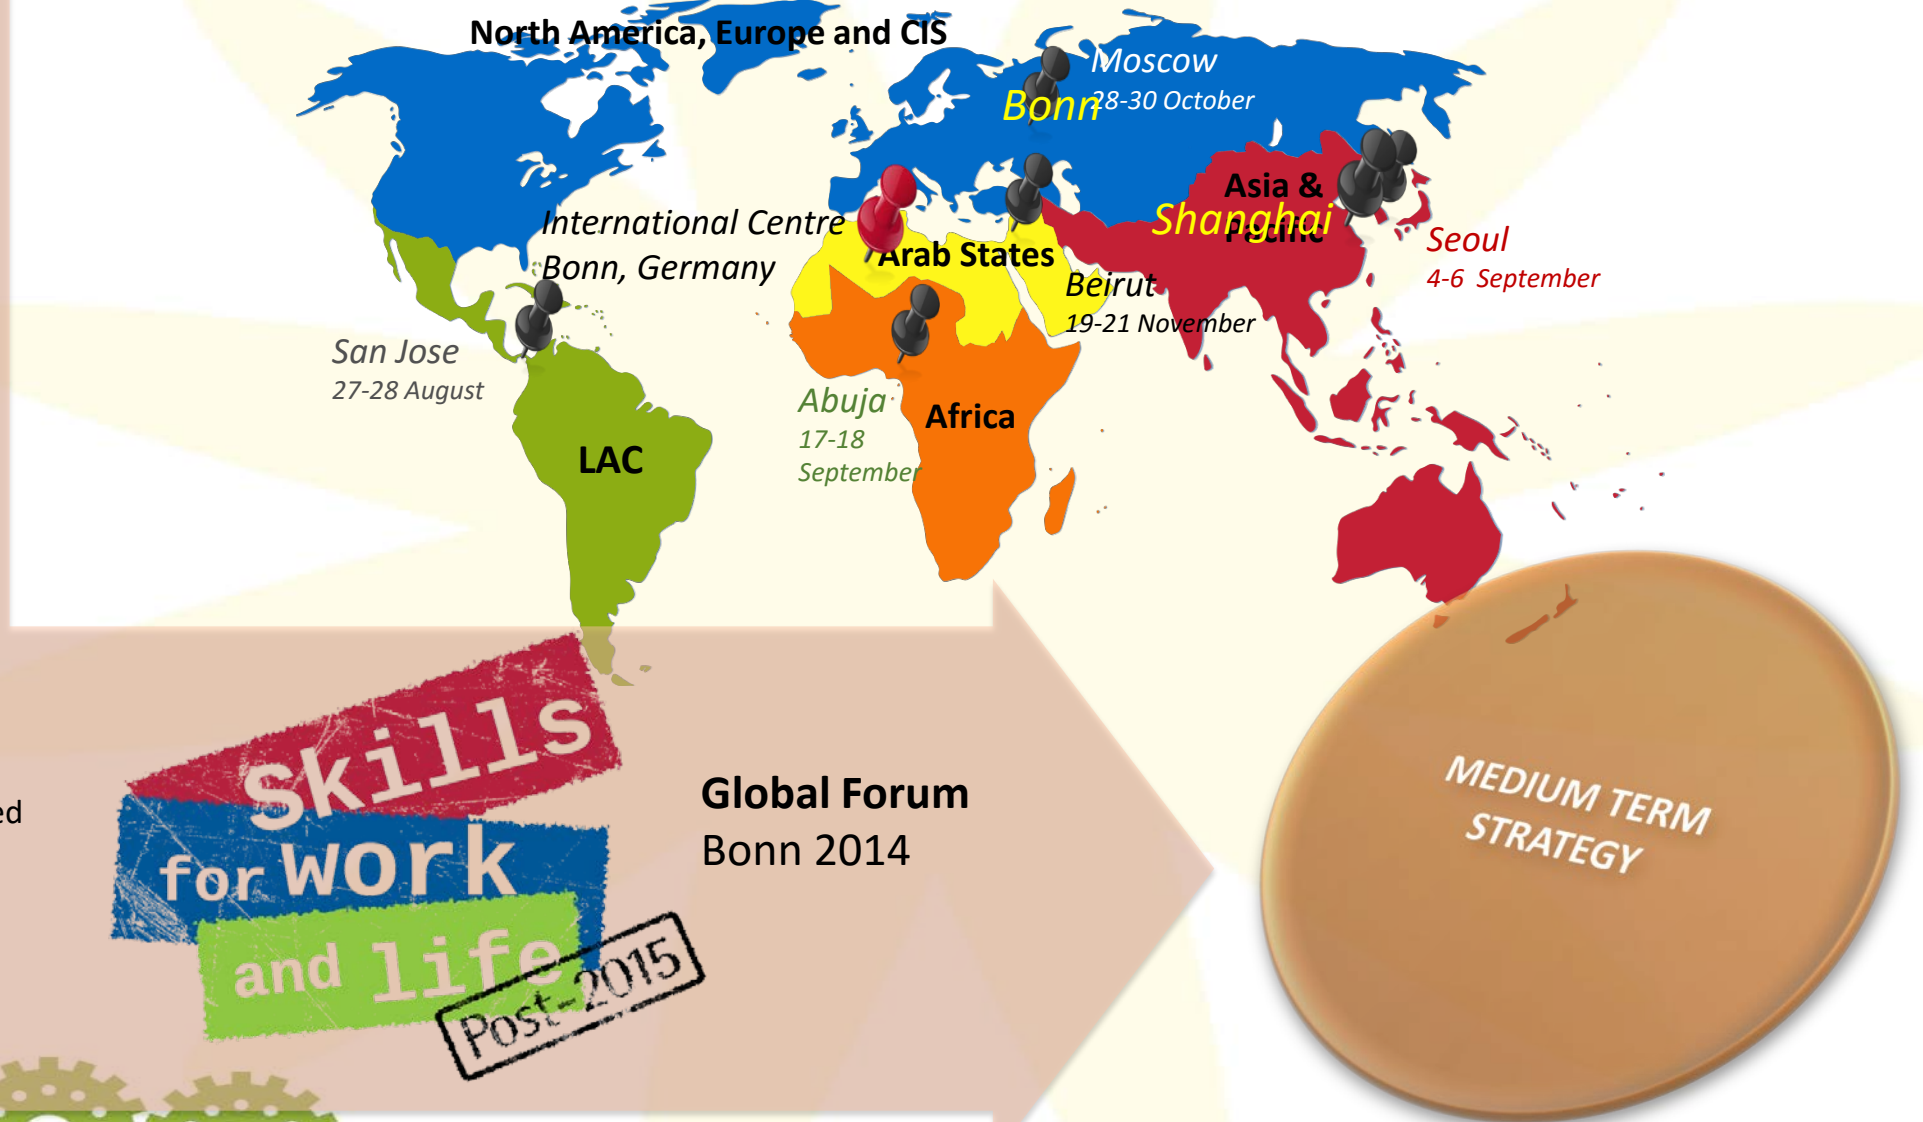 North America, Europe and CIS
Moscow
28-30 October
Bonn
Asia &
Pacific
Shanghai
International Centre
Bonn, Germany
Arab States
Seoul
4-6 September
Beirut
19-21 November
San Jose
27-28 August
Abuja
17-18
September
Africa
LAC
Skills
for work
and life
Post-2015
ed
Global Forum
Bonn 2014
MEDIUM TERM
STRATEGY